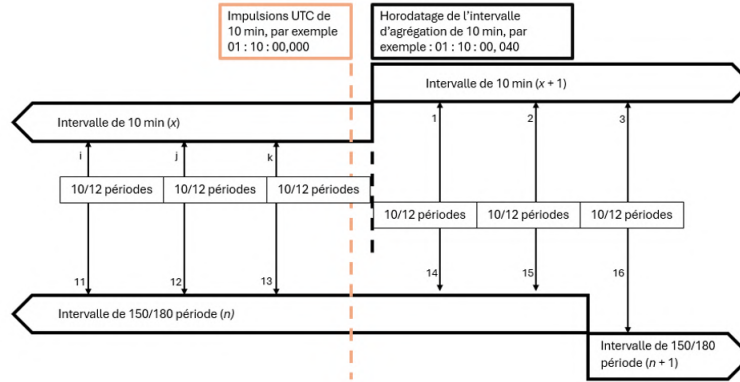 Impulsions UTC de
10 min, par exemple
01 : 10 : 00,000
Horodatage de l'intervalle
d'agrégation de 10 min, par
exemple : 01 : 10 : 00, 040
Intervalle de 10 min (x + 1)
Intervalle de 10 min (x)
1
2
3
i
j
k
10/12 périodes
10/12 périodes
10/12 périodes
10/12 périodes
10/12 périodes
10/12 périodes
11
12
13
14
15
16
Intervalle de 150/180 période (n)
Intervalle de 150/180
période (n + 1)